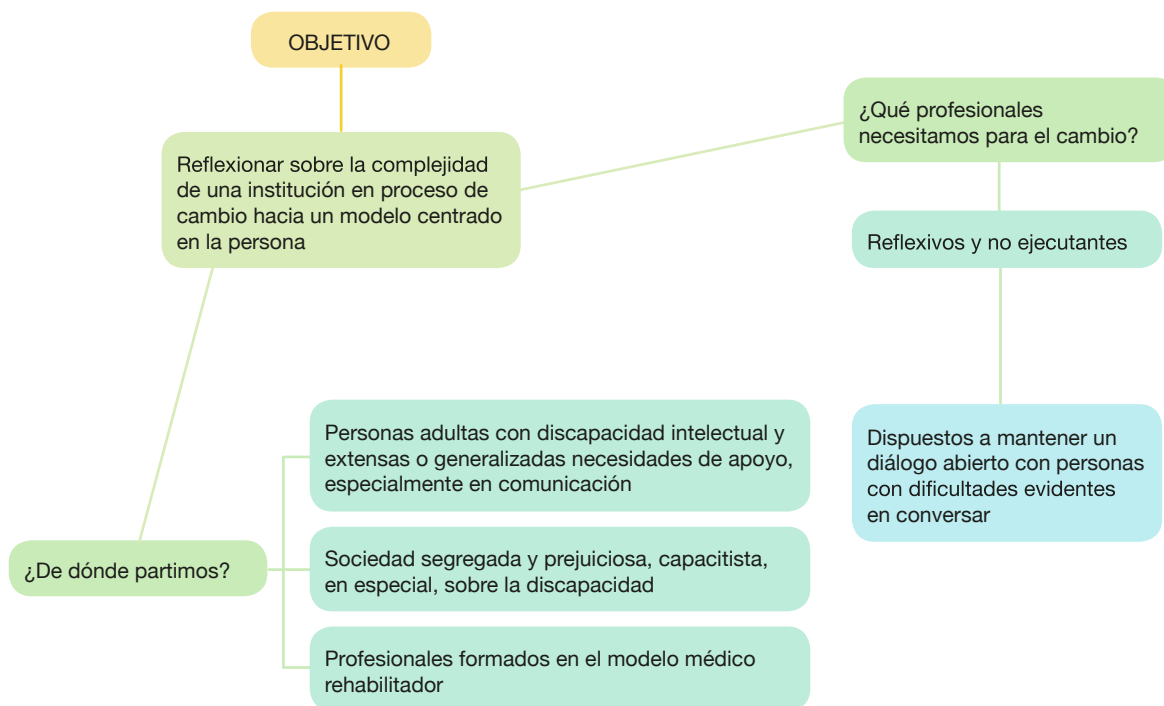 OBJETIVO
Reflexionar sobre la complejidad
de una institución en proceso de
cambio hacia un modelo centrado
en la persona
¿Qué profesionales
necesitamos para el cambio?
Reflexivos y no ejecutantes
Dispuestos a mantener un
diálogo abierto con personas
con dificultades evidentes
en conversar
¿De dónde partimos?
Personas adultas con discapacidad intelectual y
extensas o generalizadas necesidades de apoyo,
especialmente en comunicación
Sociedad segregada y prejuiciosa, capacitista,
en especial, sobre la discapacidad
Profesionales formados en el modelo médico
rehabilitador